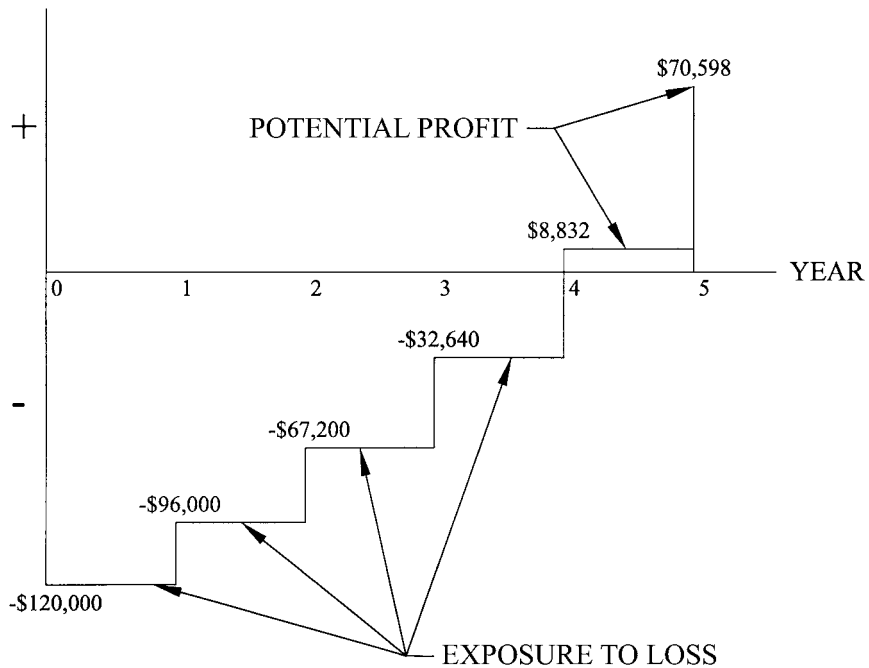 $70,598
+
POTENTIAL PROFIT
$8,832
YEAR
0 1 2 3 4 5
-$32,640
-
-$67,200
-$96,000
-$120,000
EXPOSURE TO LOSS